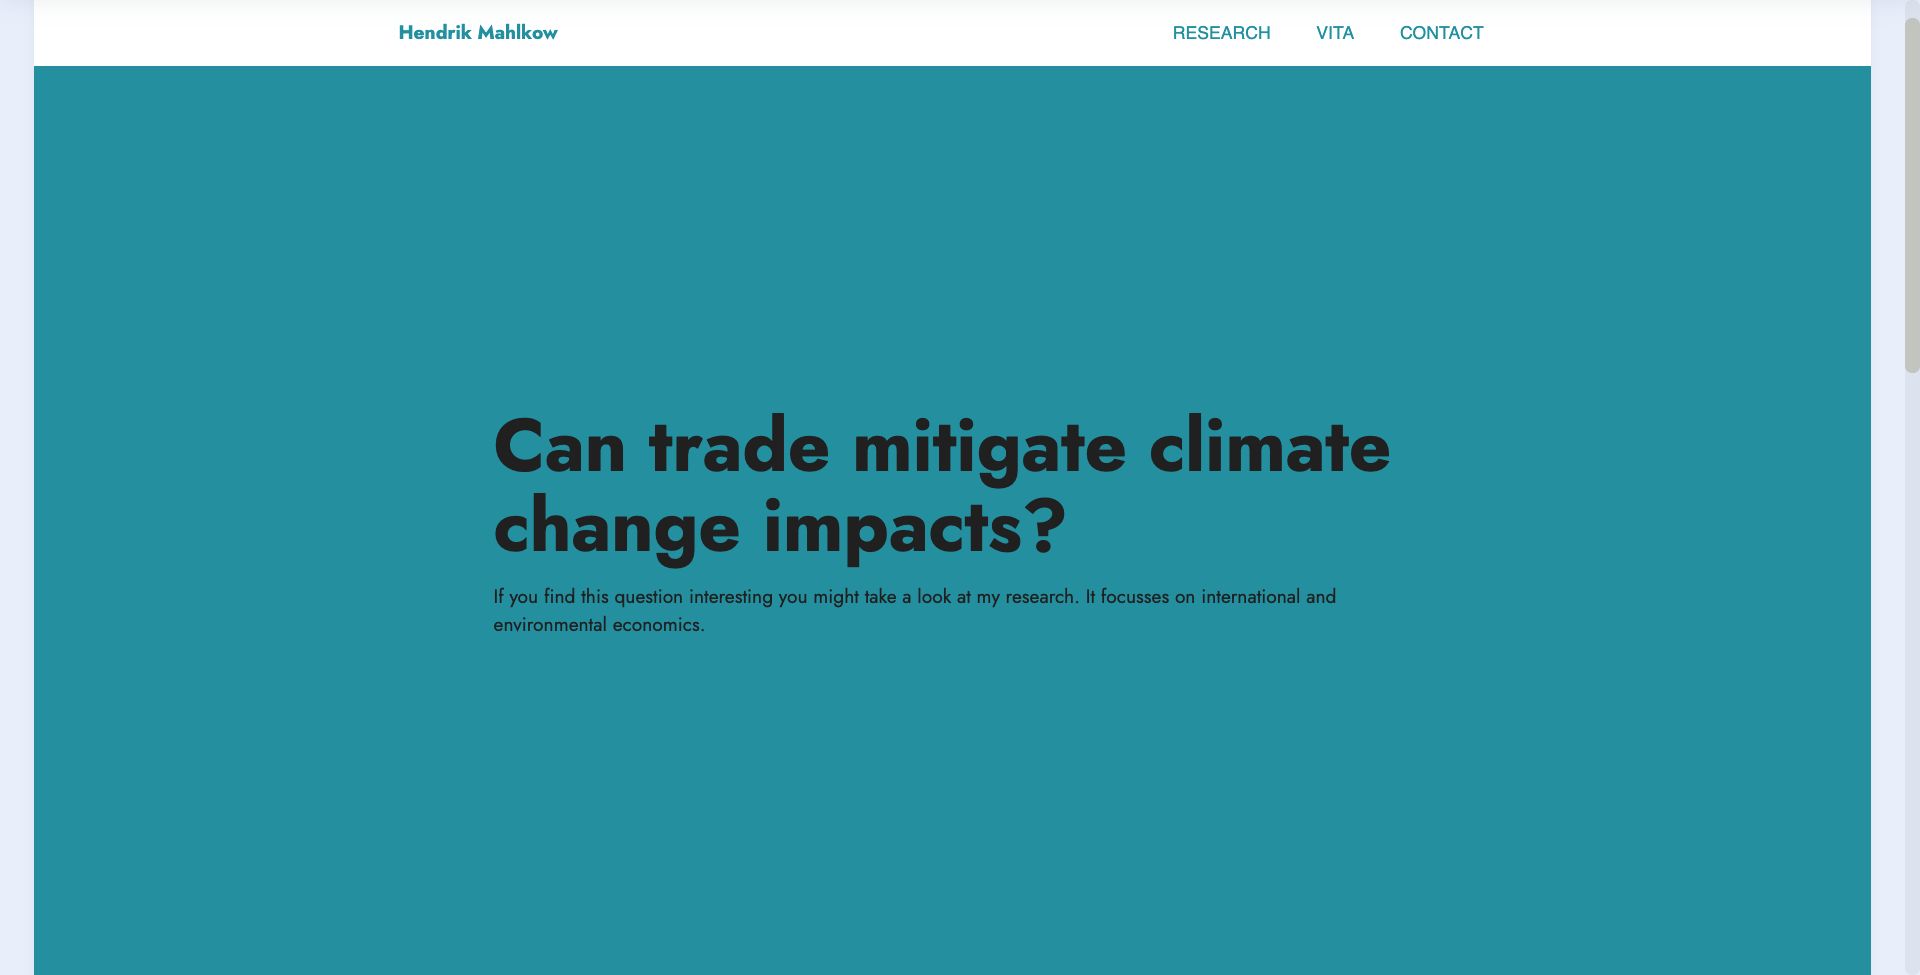 Hendrik Mahlkow
RESEARCH VITA CONTACT
Can trade mitigate climate
change impacts?
If you find this question interesting you might take a look at my research. It focusses on international and
environmental economics.